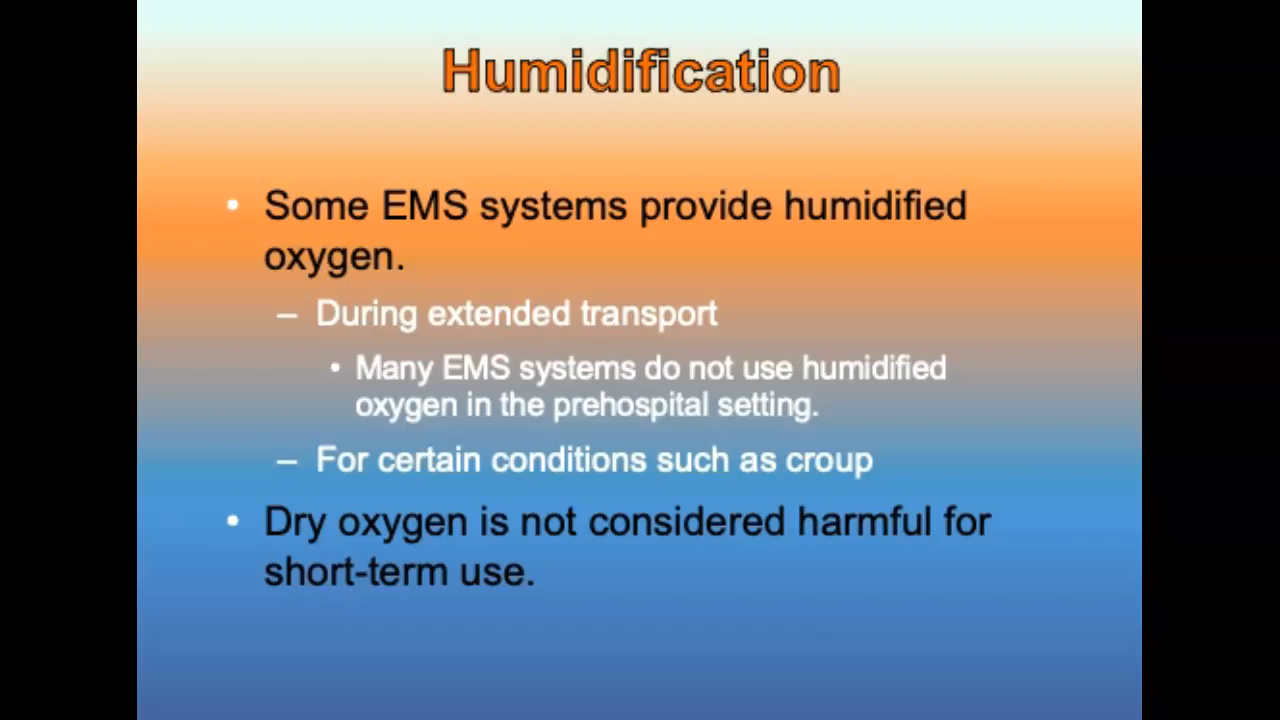 Humidification
• Some EMS systems provide humidified
oxygen.
– During extended transport
• Many EMS systems do not use humidified
oxygen in the prehospital setting.
– For certain conditions such as croup
• Dry oxygen is not considered harmful for
short-term use.